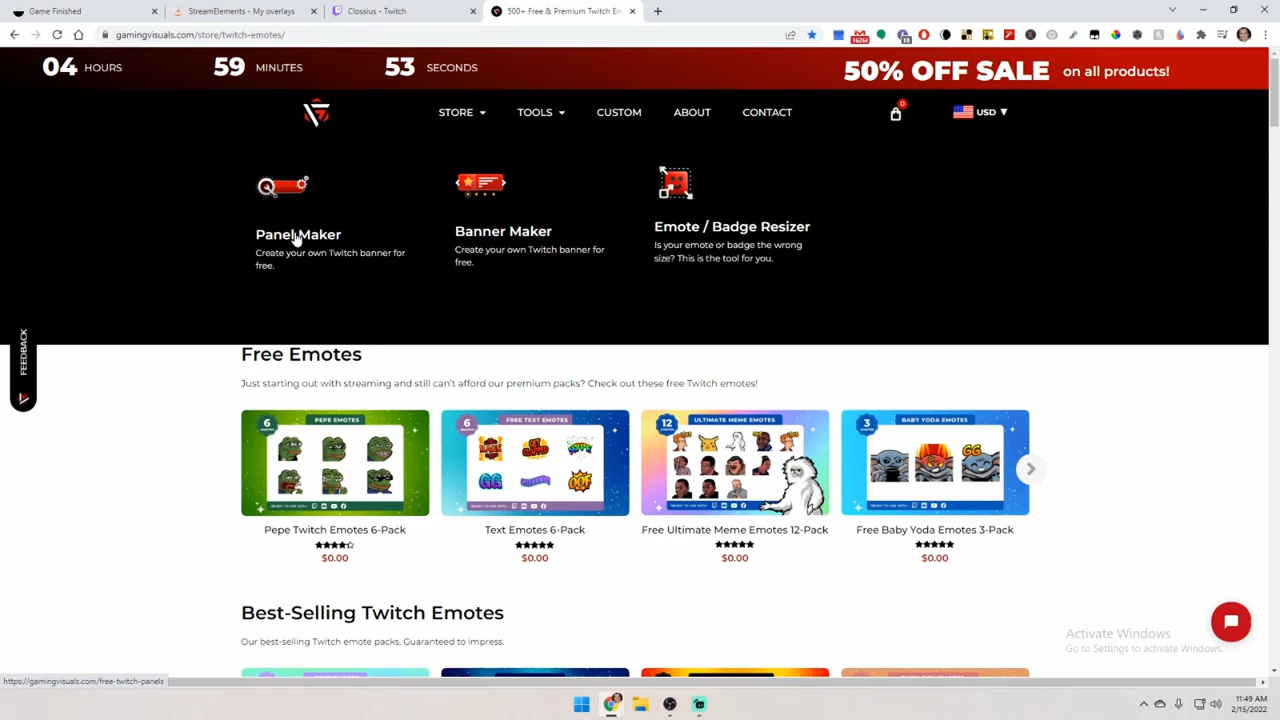 Game Finished
StreamElements - My overlays
Clossius - Twitch
500+ Free & Premium Twitch Em
gamingvisuals.com/store/twitch-emotes/
04 HOURS
59 MINUTES
53 SECONDS
50% OFF SALE on all products!
STORE
TOOLS
CUSTOM
ABOUT
CONTACT
0
USD
Panel Maker
Create your own Twitch banner for
free.
Banner Maker
Create your own Twitch banner for
free.
Emote / Badge Resizer
Is your emote or badge the wrong
size? This is the tool for you.
FEEDBACK
Free Emotes
Just starting out with streaming and still can't afford our premium packs? Check out these free Twitch emotes!
6
PEPE EMOTES
6
FREE TEXT EMOTES
GG
OOF
12
ULTIMATE MEME EMOTES
3
BABY YODA EMOTES
GG
Pepe Twitch Emotes 6-Pack
$0.00
Text Emotes 6-Pack
$0.00
Free Ultimate Meme Emotes 12-Pack
$0.00
Free Baby Yoda Emotes 3-Pack
$0.00
Best-Selling Twitch Emotes
Our best-selling Twitch emote packs. Guaranteed to impress.
Activate Windows
Go to Settings to activate Windows.
https://gamingvisuals.com/free-twitch-panels
11:49 AM
2/15/2022